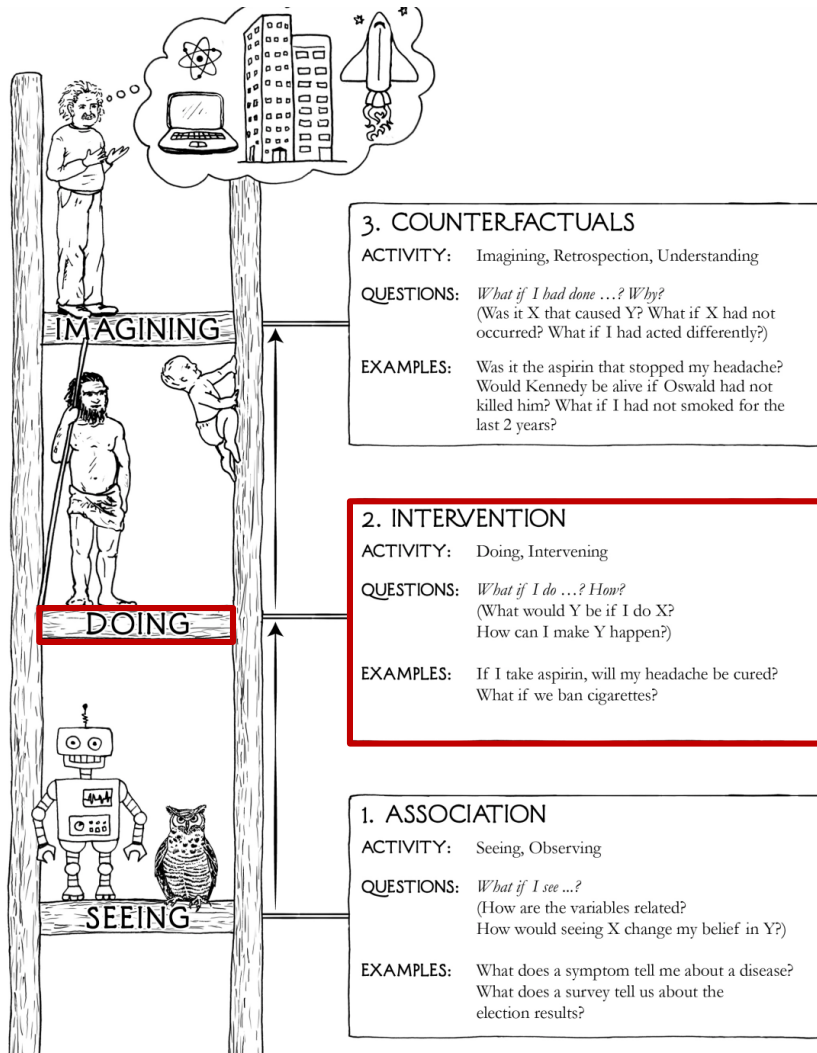 3. COUNTERFACTUALS
ACTIVITY: Imagining, Retrospection, Understanding
QUESTIONS: What if I had done …? Why?
(Was it X that caused Y? What if X had not
occurred? What if I had acted differently?)
EXAMPLES: Was it the aspirin that stopped my headache?
Would Kennedy be alive if Oswald had not
killed him? What if I had not smoked for the
last 2 years?
IMAGINING
2. INTERVENTION
ACTIVITY: Doing, Intervening
QUESTIONS: What if I do …? How?
(What would Y be if I do X?
How can I make Y happen?)
EXAMPLES: If I take aspirin, will my headache be cured?
What if we ban cigarettes?
DOING
1. ASSOCIATION
ACTIVITY: Seeing, Observing
QUESTIONS: What if I see ...?
(How are the variables related?
How would seeing X change my belief in Y?)
EXAMPLES: What does a symptom tell me about a disease?
What does a survey tell us about the
election results?
SEEING